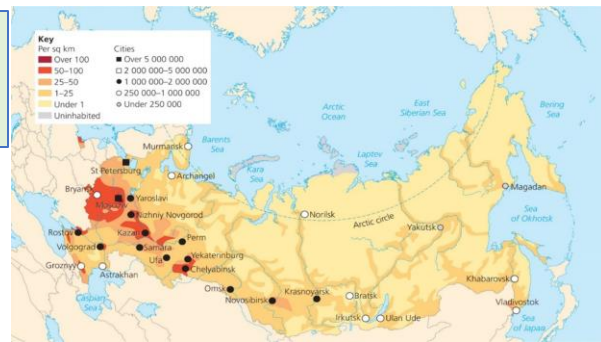 Key
Per sq km
Over 100
50–100
25–50
1–25
Under 1
Uninhabited
Cities
Over 5 000 000
2 000 000–5 000 000
1 000 000–2 000 000
250 000–1 000 000
Under 250 000
Arctic
Ocean
East
Siberian Sea
Bering
Sea
Barents
Sea
Kara
Sea
Laptev
Sea
Murmansk
St Petersburg
Archangel
Bryansk
Moscow
Yaroslavl
Nizhniy Novgorod
Magadan
Norilsk
Arctic circle
Sea
of Okhotsk
Yakutsk
Rostov
Kazan
Perm
Volgograd
Samara
Yekaterinburg
Ufa
Chelyabinsk
Groznyy
Astrakhan
Omsk
Krasnoyarsk
Bratsk
Khabarovsk
Novosibirsk
Vladivostok
Caspian
Sea
Irkutsk
Ulan Ude
Sea
of Japan